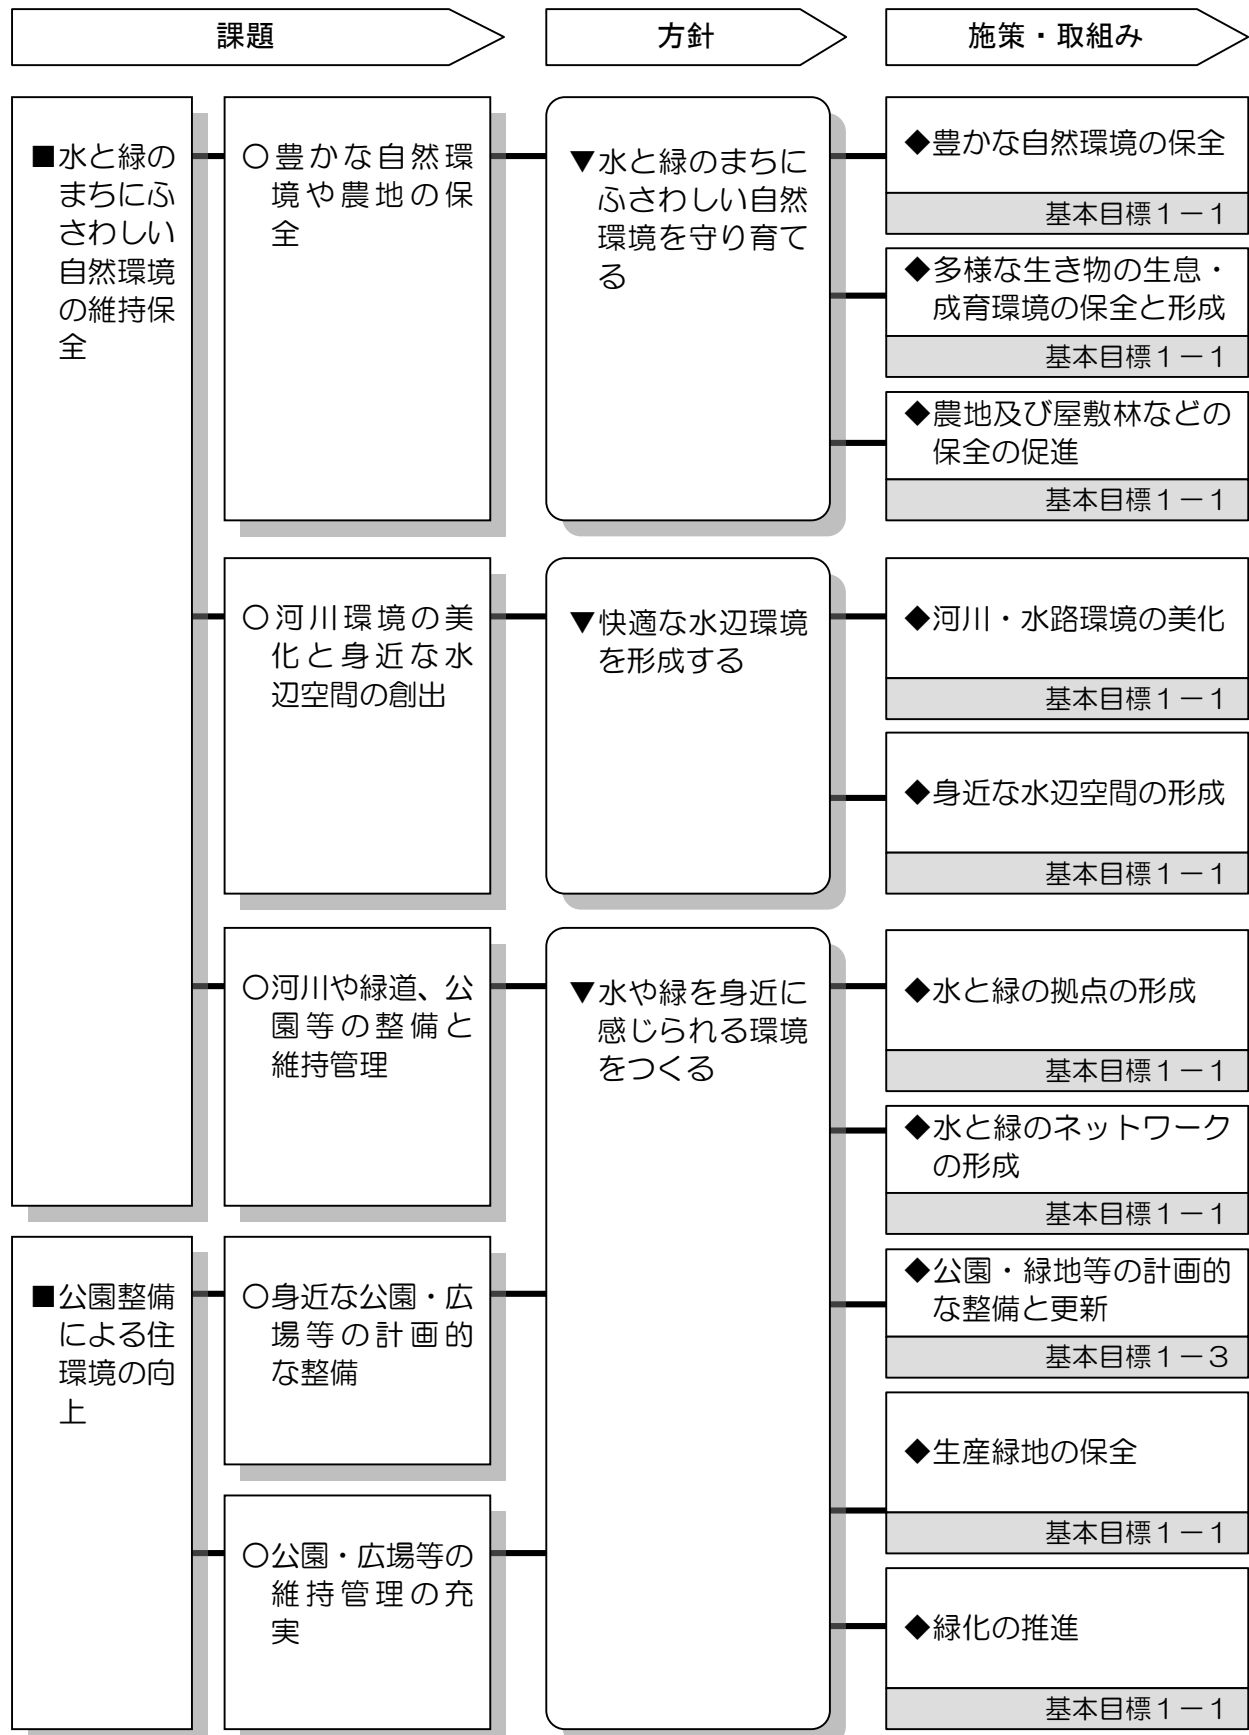 課題
方針
施策・取組み
■水と緑の
まちにふ
さわしい
自然環境
の維持保
全
○豊かな自然環
境や農地の保
全
▼水と緑のまちに
ふさわしい自然
環境を守り育て
る
◆豊かな自然環境の保全
基本目標１－１
◆多様な生き物の生息・
成育環境の保全と形成
基本目標１－１
◆農地及び屋敷林などの
保全の促進
基本目標１－１
○河川環境の美
化と身近な水
辺空間の創出
▼快適な水辺環境
を形成する
◆河川・水路環境の美化
基本目標１－１
◆身近な水辺空間の形成
基本目標１－１
○河川や緑道、公
園等の整備と
維持管理
▼水や緑を身近に
感じられる環境
をつくる
◆水と緑の拠点の形成
基本目標１－１
◆水と緑のネットワーク
の形成
基本目標１－１
■公園整備
による住
環境の向
上
○身近な公園・広
場等の計画的
な整備
◆公園・緑地等の計画的
な整備と更新
基本目標１－３
◆生産緑地の保全
基本目標１－１
○公園・広場等の
維持管理の充
実
◆緑化の推進
基本目標１－１